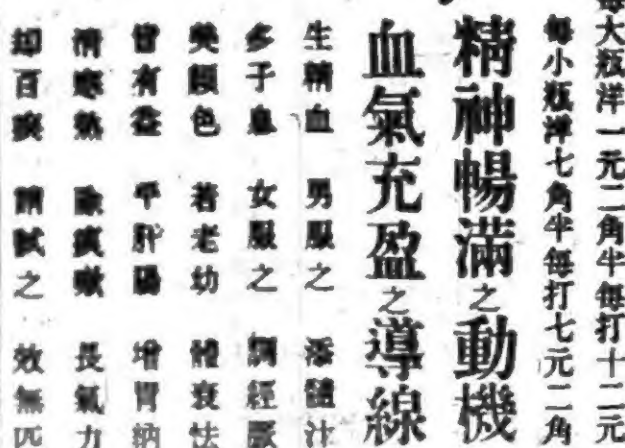 每大瓶洋一元二角半每打十二元
每小瓶洋七角半每打七元二角
精神暢滿之動機
血氣充盈之導線
生精血 男服之 添髓汁
多子息 女服之 調經脈
美顏色 若老幼 體衰怯
皆有益 平肝腸 增胃納
清寒熱 除痰嗽 長氣力
却百病 請試之 效無匹